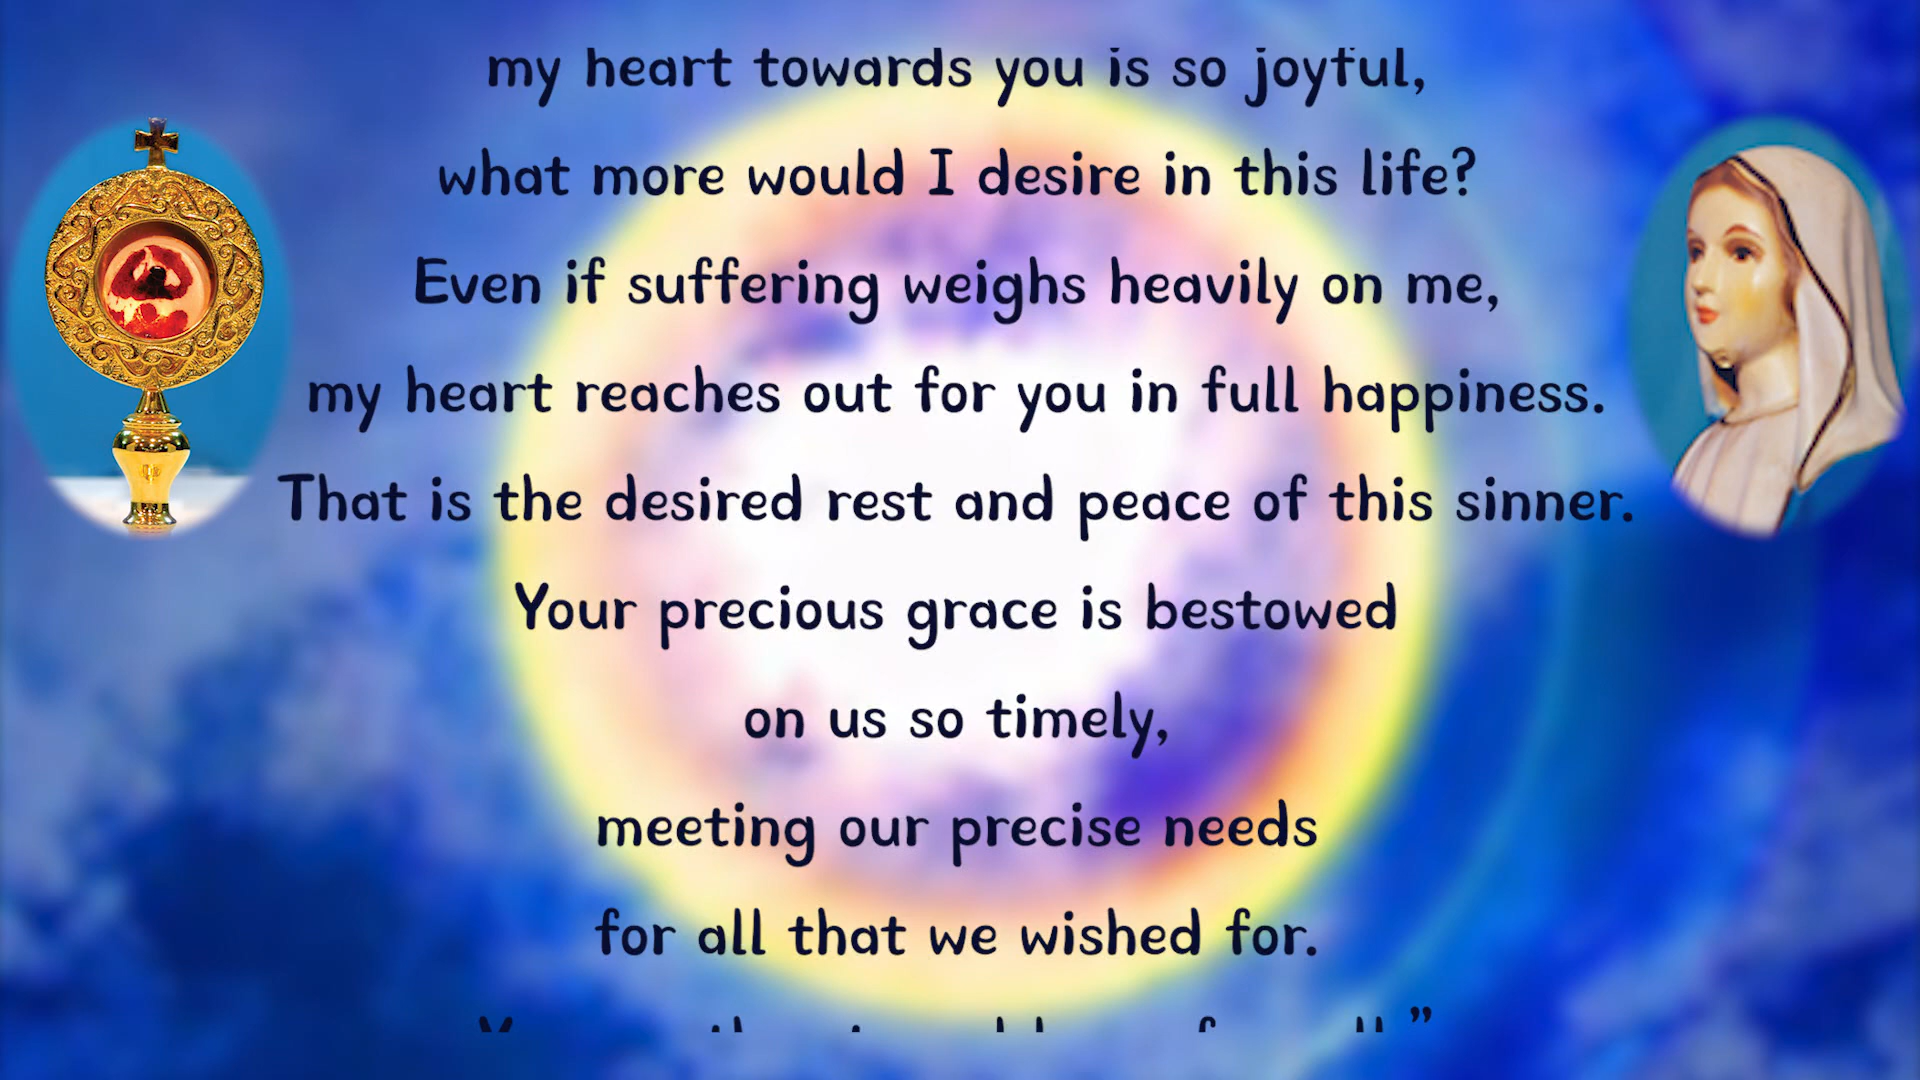 my heart towards you is so joyful,
what more would I desire in this life?
Even if suffering weighs heavily on me,
my heart reaches out for you in full happiness.
That is the desired rest and peace of this sinner.
Your precious grace is bestowed
on us so timely,
meeting our precise needs
for all that we wished for.